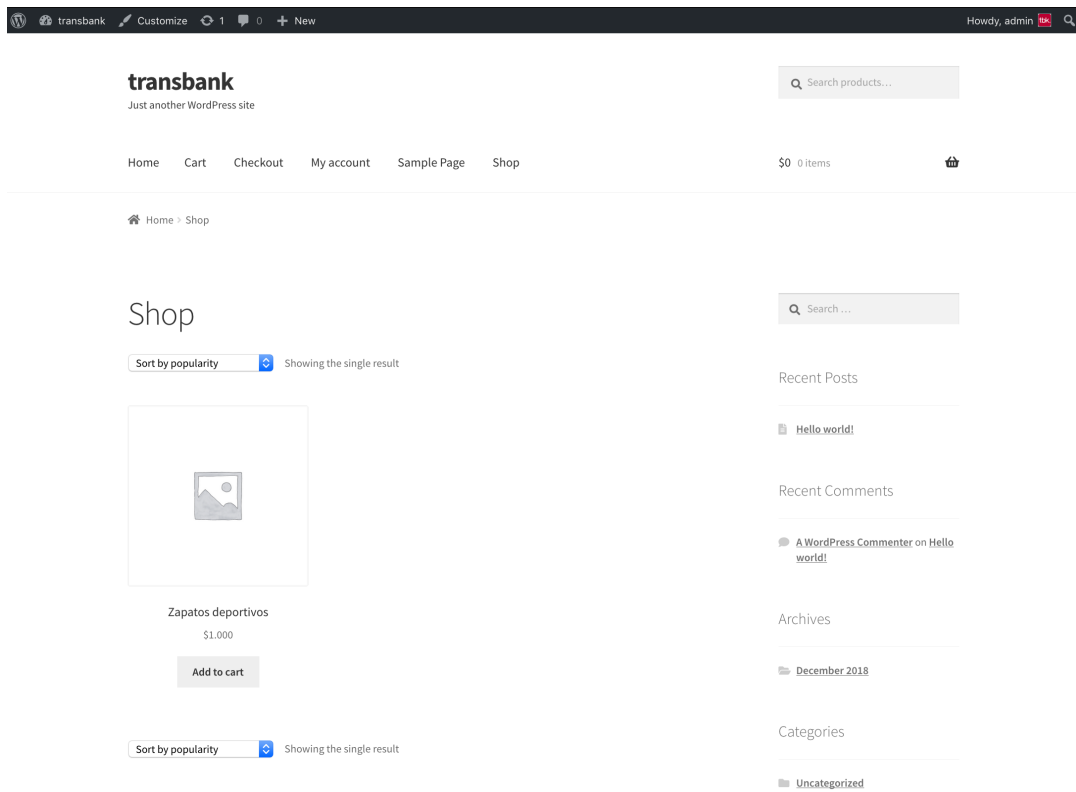 transbank Customize 1 0 New Howdy, admin
transbank
Just another WordPress site
Search products…
Home Cart Checkout My account Sample Page Shop
$0 0 items
Home > Shop
Shop
Sort by popularity Showing the single result
Zapatos deportivos
$1.000
Add to cart
Sort by popularity Showing the single result
Search …
Recent Posts
Hello world!
Recent Comments
A WordPress Commenter on Hello
world!
Archives
December 2018
Categories
Uncategorized